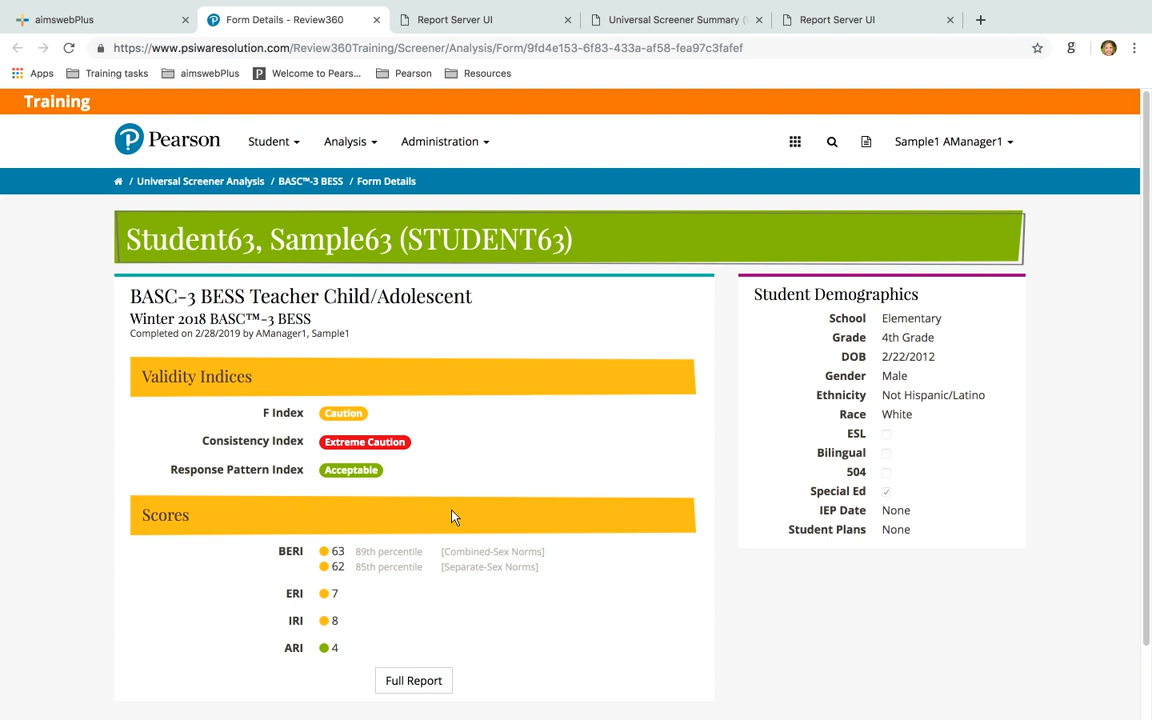 aimswebPlus
Form Details - Review360
Report Server UI
Universal Screener Summary (
Report Server UI
https://www.psiwaresolution.com/Review360Training/Screener/Analysis/Form/9fd4e153-6f83-433a-af58-fea97c3fafef
Apps
Training tasks
aimswebPlus
Welcome to Pears...
Pearson
Resources
Training
Pearson
Student
Analysis
Administration
Sample1 AManager1
/ Universal Screener Analysis / BASC™-3 BESS / Form Details
Student63, Sample63 (STUDENT63)
BASC-3 BESS Teacher Child/Adolescent
Winter 2018 BASC™-3 BESS
Completed on 2/28/2019 by AManager1, Sample1
Validity Indices
F Index Caution
Consistency Index Extreme Caution
Response Pattern Index Acceptable
Scores
BERI 63 89th percentile [Combined-Sex Norms]
62 85th percentile [Separate-Sex Norms]
ERI 7
IRI 8
ARI 4
Full Report
Student Demographics
School Elementary
Grade 4th Grade
DOB 2/22/2012
Gender Male
Ethnicity Not Hispanic/Latino
Race White
ESL
Bilingual
504
Special Ed
IEP Date None
Student Plans None